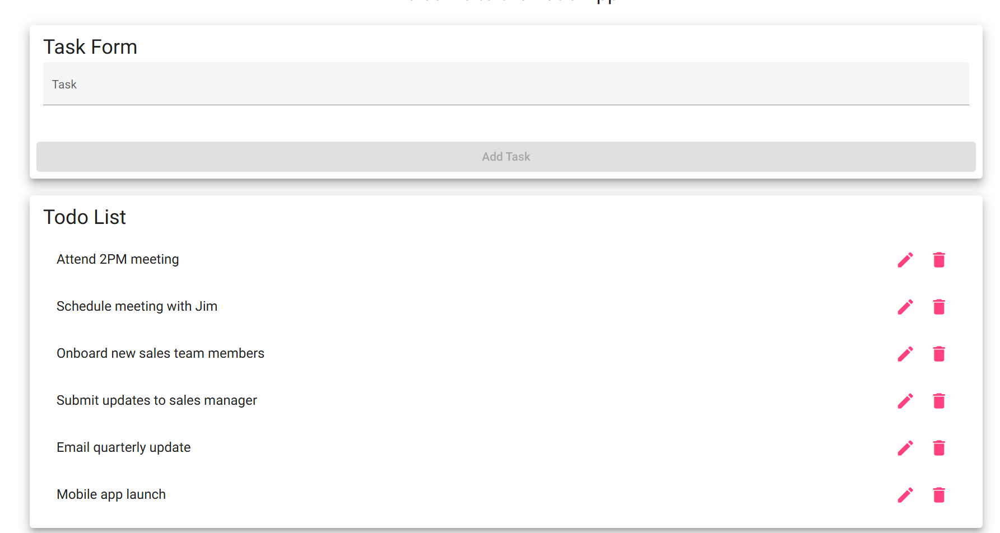 Task Form
Task
Add Task
Todo List
Attend 2PM meeting
Schedule meeting with Jim
Onboard new sales team members
Submit updates to sales manager
Email quarterly update
Mobile app launch